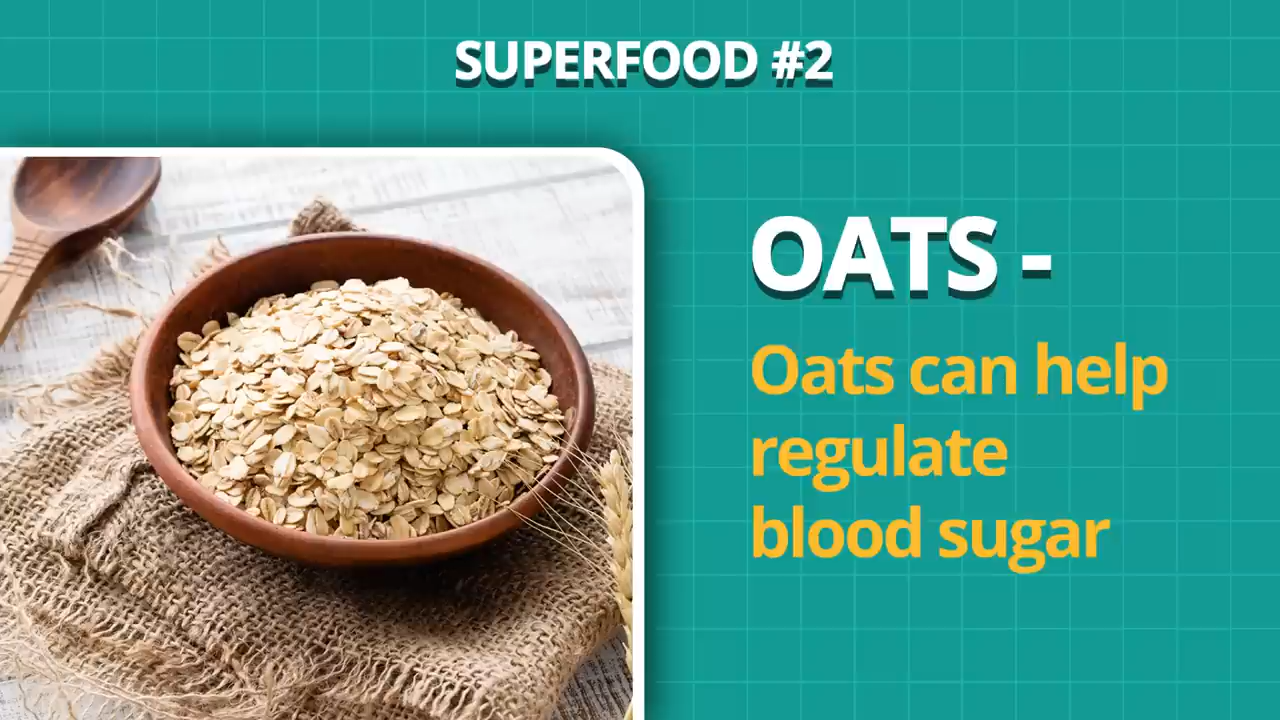 SUPERFOOD #2
OATS -
Oats can help
regulate
blood sugar